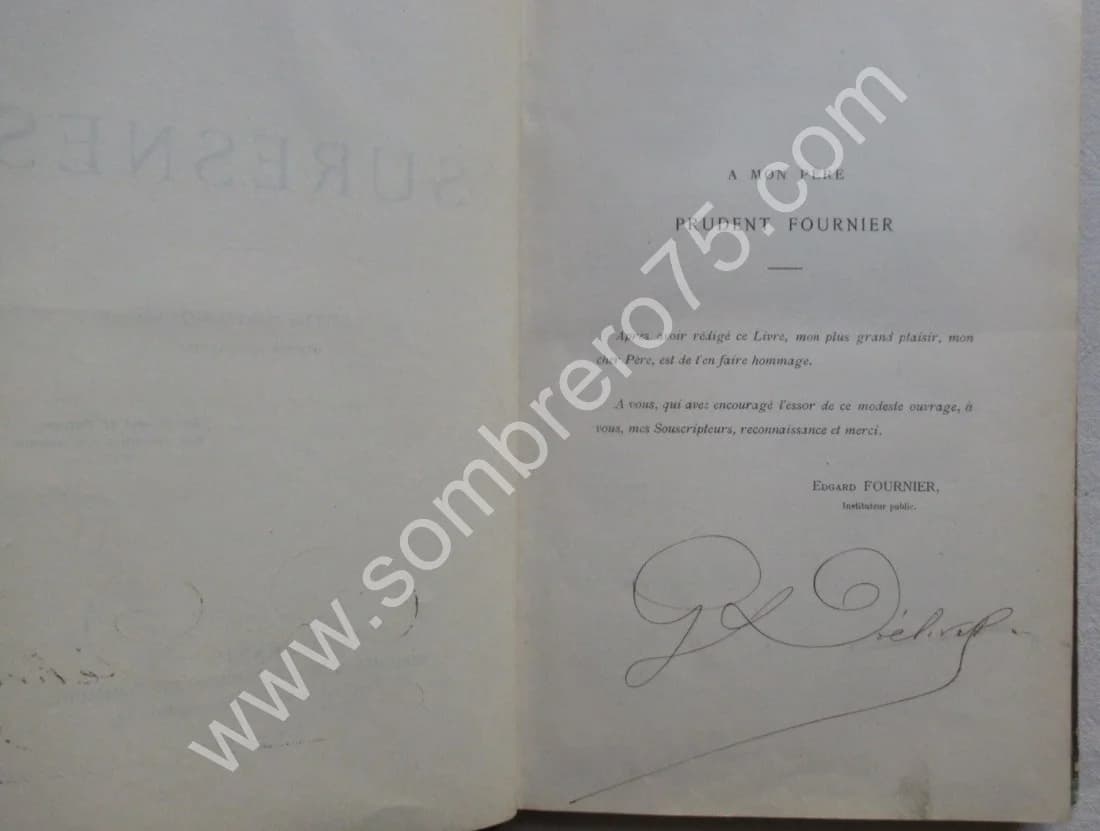 SURESNES
A MON PÈRE
PRUDENT FOURNIER
Après avoir rédigé ce Livre, mon plus grand plaisir, mon
cher Père, est de t'en faire hommage.
A vous, qui avez encouragé l'essor de ce modeste ouvrage, à
vous, mes Souscripteurs, reconnaissance et merci.
EDGARD FOURNIER,
Instituteur public.
www.sombrero75.com